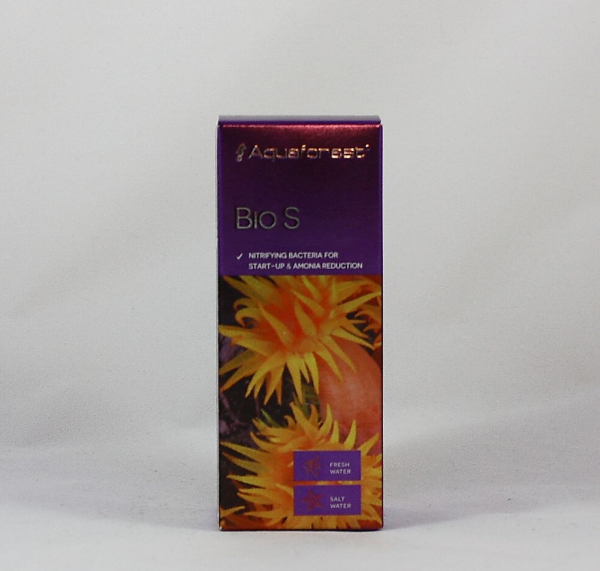 Aquaforest
Bio S
✓ NITRIFYING BACTERIA FOR
START-UP & AMONIA REDUCTION
FRESH
WATER
SALT
WATER